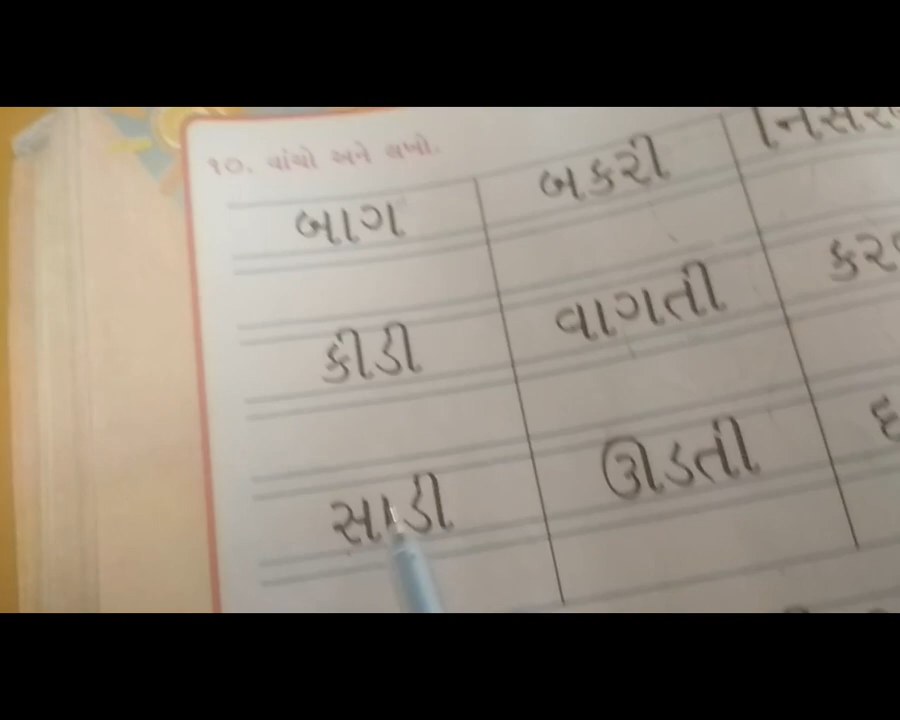 ૧૦. વાંચો અને લખો.
બાગ બકરી
કીડી વાગતી
સાડી ઊડતી